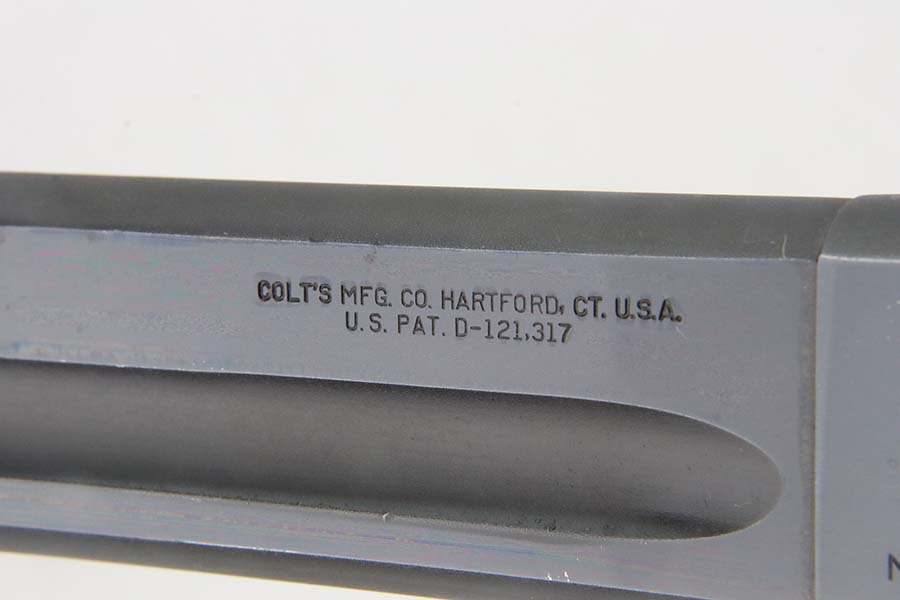 COLT'S MFG. CO. HARTFORD, CT. U.S.A.
U.S. PAT. D-121,317
N